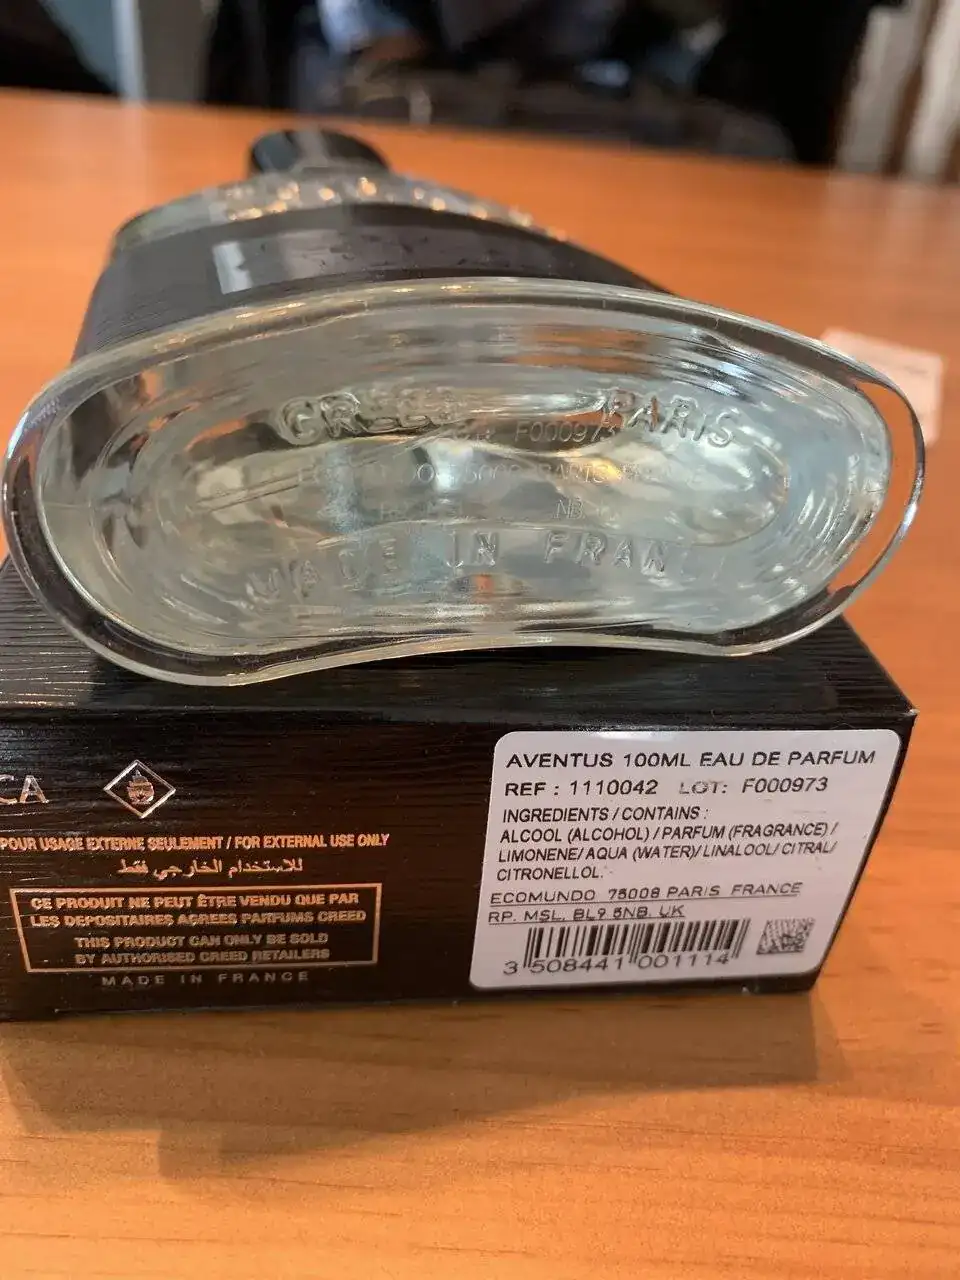 PARIS
F000973
MADE IN FRAN
CA
POUR USAGE EXTERNE SEULEMENT / FOR EXTERNAL USE ONLY
للاستخدام الخارجي فقط
CE PRODUIT NE PEUT ÊTRE VENDU QUE PAR
LES DEPOSITAIRES AGREES PARFUMS CREED
THIS PRODUCT CAN ONLY BE SOLD
BY AUTHORISED CREED RETAILERS
MADE IN FRANCE
AVENTUS 100ML EAU DE PARFUM
REF : 1110042 LOT: F000973
INGREDIENTS / CONTAINS :
ALCOOL (ALCOHOL) / PARFUM (FRAGRANCE) /
LIMONENE/ AQUA (WATER)/ LINALOOL/ CITRAL/
CITRONELLOL.
ECOMUNDO 75008 PARIS FRANCE
RP. MSL. BL9 5NB. UK
3 508441 001114